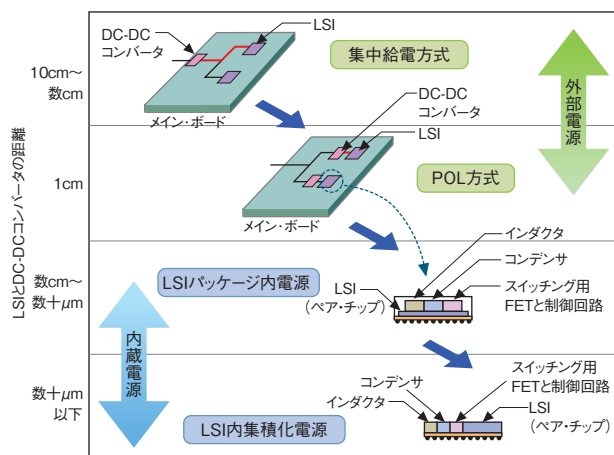 LSIとDC-DCコンバータの距離
10cm〜
数cm
DC-DC
コンバータ
LSI
集中給電方式
メイン・ボード
外部電源
1cm
DC-DC
コンバータ
LSI
POL方式
メイン・ボード
数cm〜
数十μm
LSIパッケージ内電源
インダクタ
コンデンサ
LSI
(ペア・チップ)
スイッチング用
FETと制御回路
内蔵電源
数十μm
以下
コンデンサ
インダクタ
スイッチング用
FETと制御回路
LSI
(ペア・チップ)
LSI内集積化電源